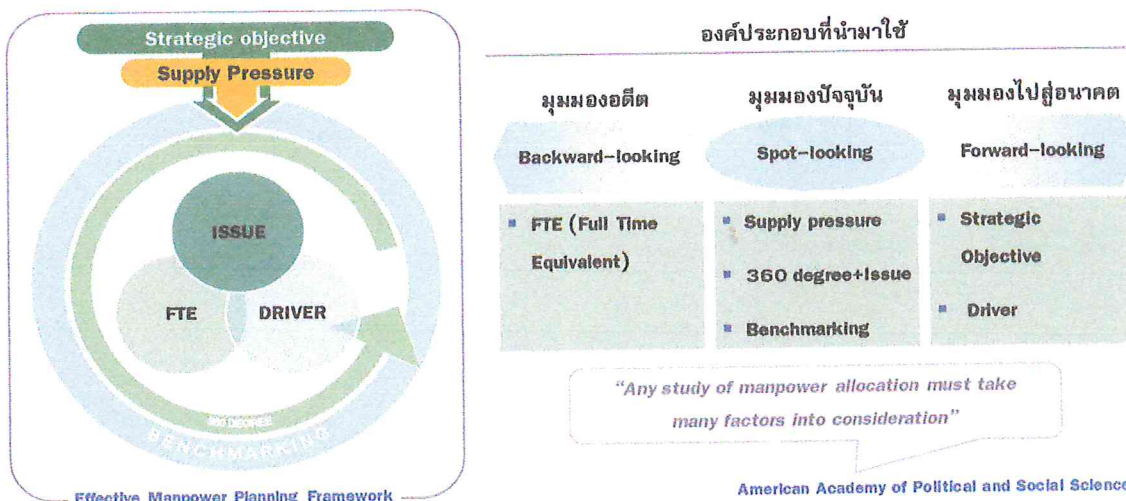 Strategic objective
Supply Pressure
ISSUE
FTE
DRIVER
360 DEGREE
BENCHMARKING
Effective Manpower Planning Framework
องค์ประกอบที่นำมาใช้
มุมมองอดีต
มุมมองปัจจุบัน
มุมมองไปสู่อนาคต
Backward-looking
Spot-looking
Forward-looking
▪ FTE (Full Time
Equivalent)
▪ Supply pressure
▪ 360 degree+Issue
▪ Benchmarking
▪ Strategic
Objective
▪ Driver
“Any study of manpower allocation must take
many factors into consideration”
American Academy of Political and Social Science